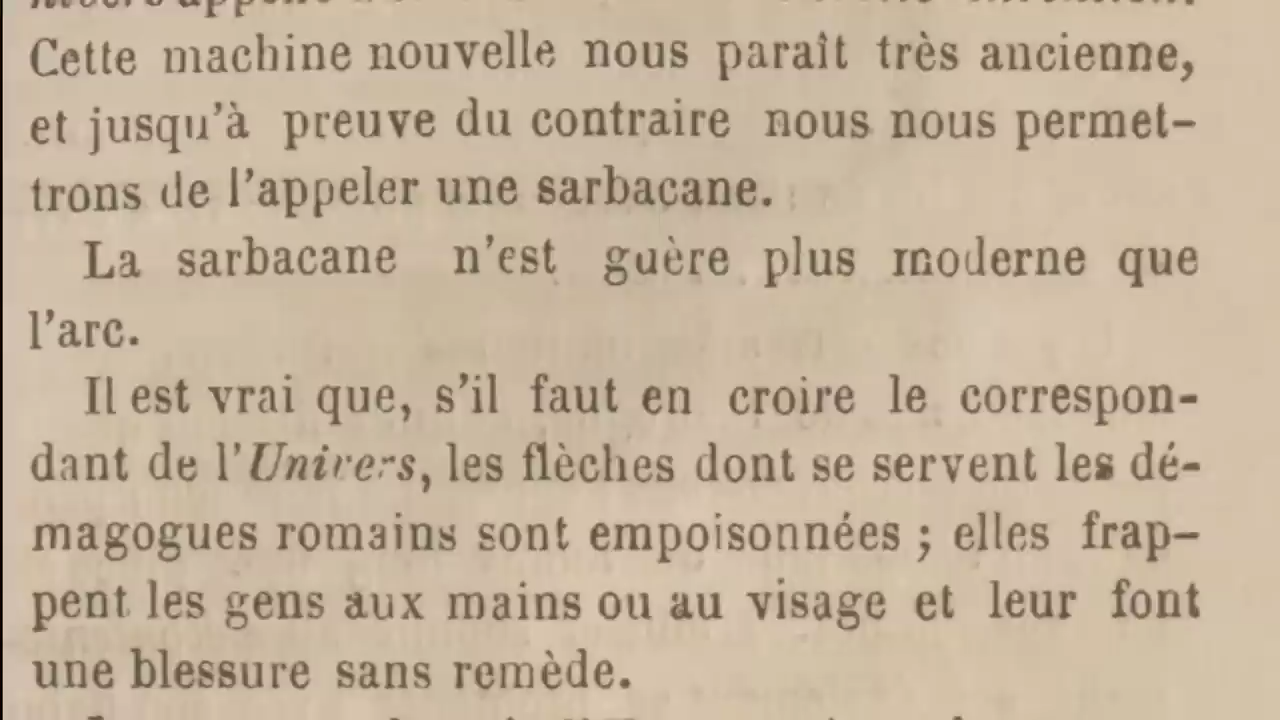 Cette machine nouvelle nous paraît très ancienne,
et jusqu'à preuve du contraire nous nous permet-
trons de l'appeler une sarbacane.
La sarbacane n'est guère plus moderne que
l'arc.
Il est vrai que, s'il faut en croire le correspon-
dant de l'Univers, les flèches dont se servent les dé-
magogues romains sont empoisonnées ; elles frap-
pent les gens aux mains ou au visage et leur font
une blessure sans remède.